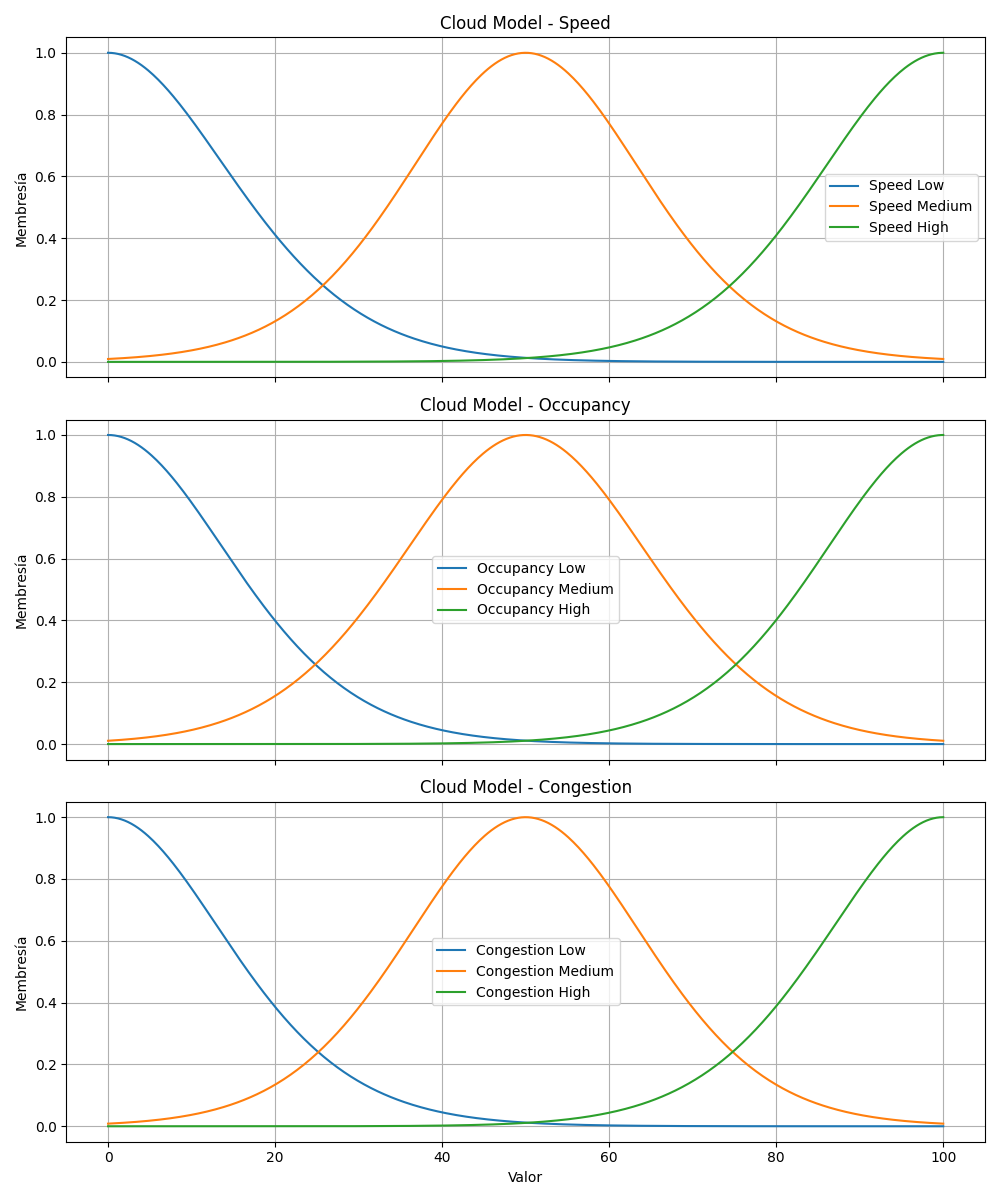 Cloud Model - Speed
1.0
0.8
0.6
0.4
0.2
0.0
Membresía
Speed Low
Speed Medium
Speed High
Cloud Model - Occupancy
1.0
0.8
0.6
0.4
0.2
0.0
Membresía
Occupancy Low
Occupancy Medium
Occupancy High
Cloud Model - Congestion
1.0
0.8
0.6
0.4
0.2
0.0
Membresía
Congestion Low
Congestion Medium
Congestion High
0 20 40 60 80 100
Valor